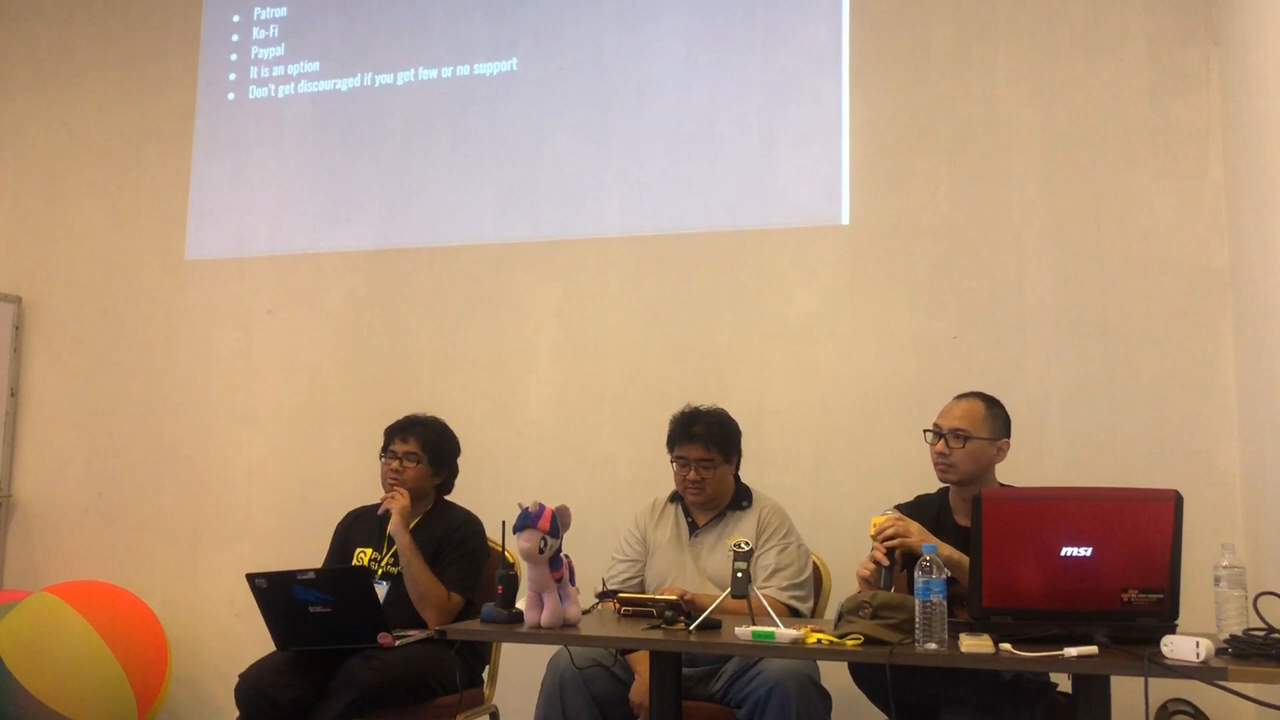 Patron
Ko-Fi
Paypal
It is an option
Don't get discouraged if you get few or no support
msi